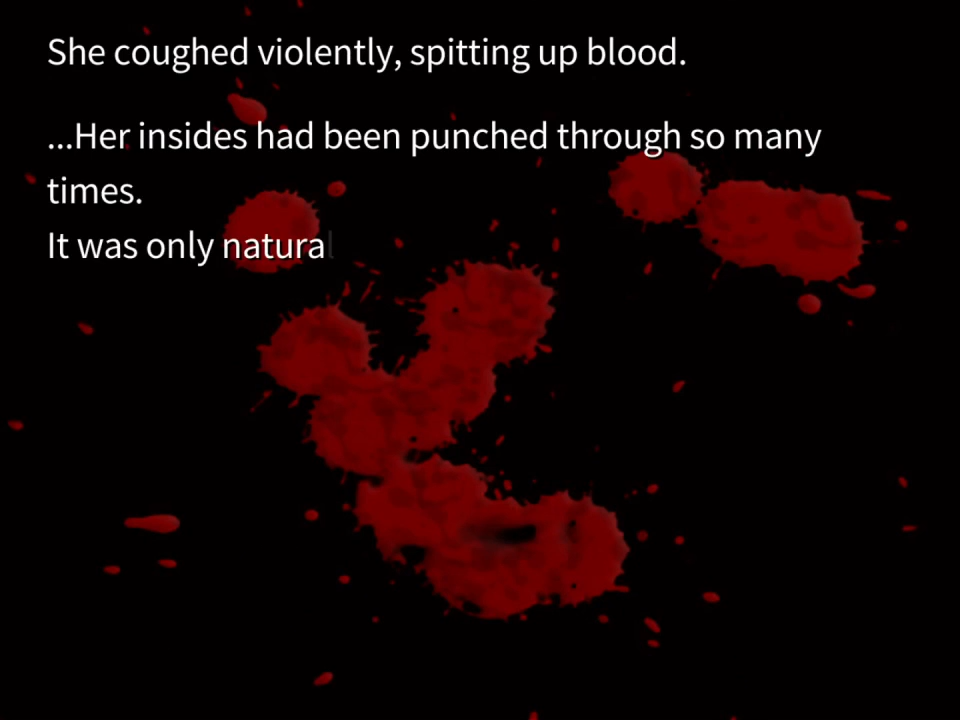 She coughed violently, spitting up blood.
...Her insides had been punched through so many
times.
It was only natural